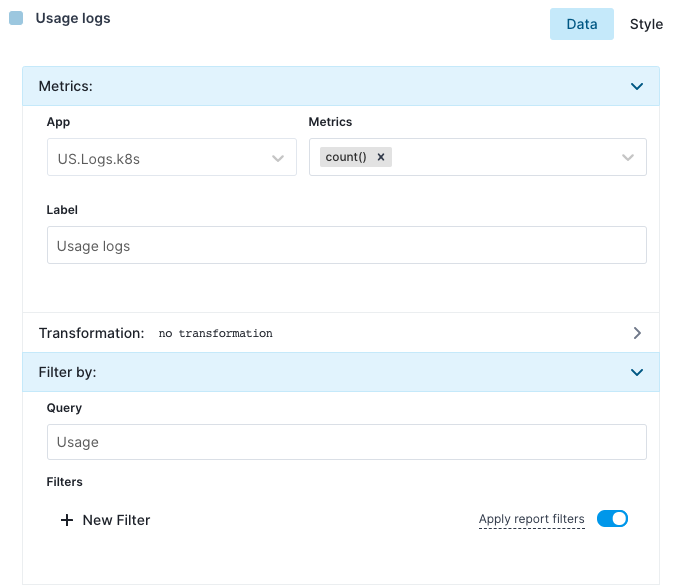 Usage logs
Data
Style
Metrics:
App
Metrics
US.Logs.k8s
count() ×
Label
Usage logs
Transformation: no transformation
Filter by:
Query
Usage
Filters
+ New Filter
Apply report filters